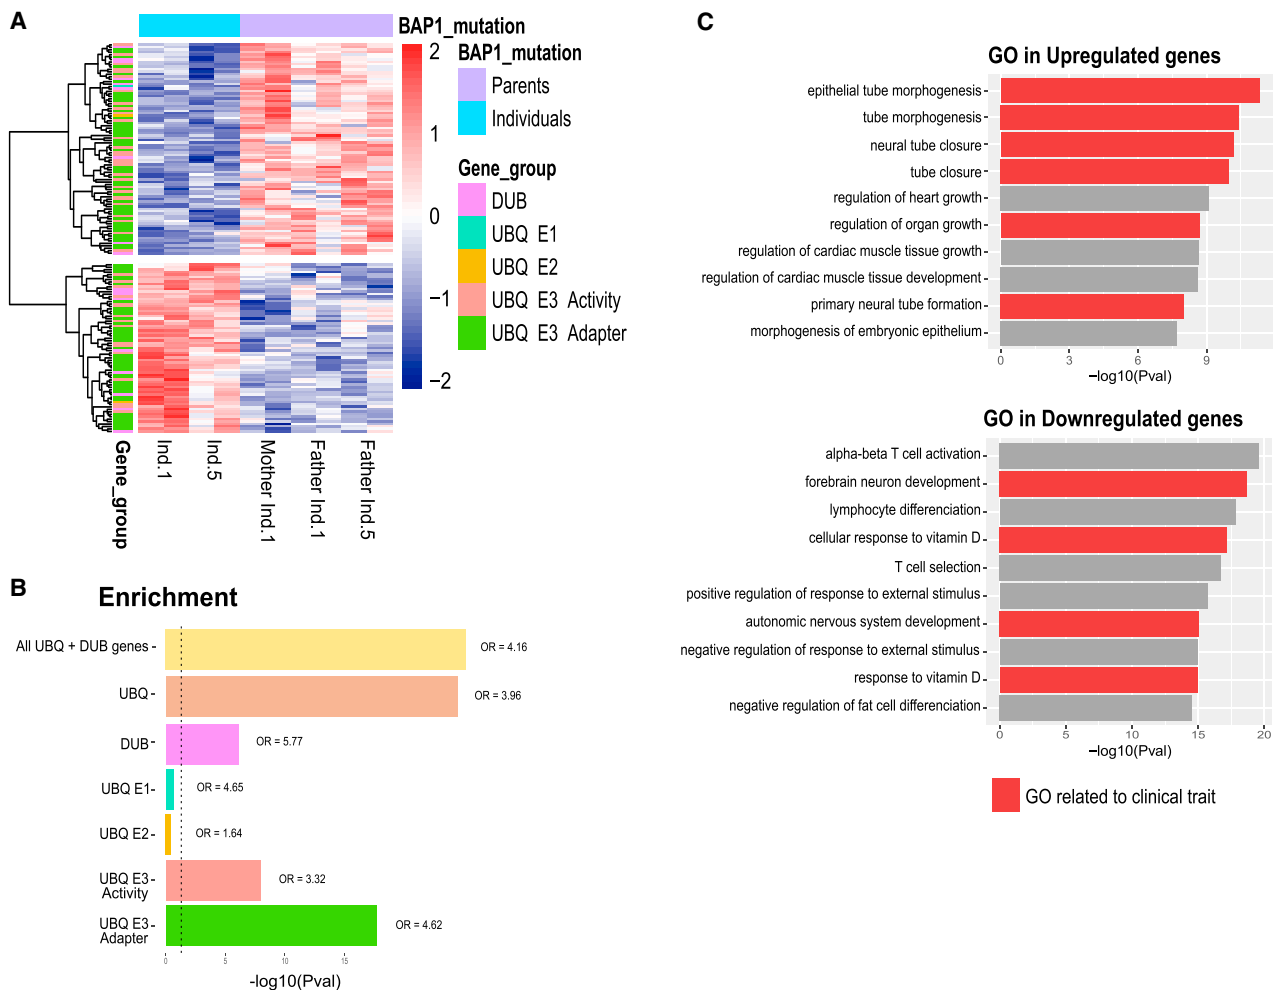 A
BAP1_mutation
2
1
0
−1
−2
BAP1_mutation
Parents
Individuals
Gene_group
DUB
UBQ E1
UBQ E2
UBQ E3 Activity
UBQ E3 Adapter
Gene_group
Ind.1
Ind.5
Mother Ind.1
Father Ind.1
Father Ind.5
B
Enrichment
All UBQ + DUB genes
OR = 4.16
UBQ
OR = 3.96
DUB
OR = 5.77
UBQ E1
OR = 4.65
UBQ E2
OR = 1.64
UBQ E3
Activity
OR = 3.32
UBQ E3
Adapter
OR = 4.62
0 5 10 15
-log10(Pval)
C
GO in Upregulated genes
epithelial tube morphogenesis
tube morphogenesis
neural tube closure
tube closure
regulation of heart growth
regulation of organ growth
regulation of cardiac muscle tissue growth
regulation of cardiac muscle tissue development
primary neural tube formation
morphogenesis of embryonic epithelium
0 3 6 9
−log10(Pval)
GO in Downregulated genes
alpha-beta T cell activation
forebrain neuron development
lymphocyte differenciation
cellular response to vitamin D
T cell selection
positive regulation of response to external stimulus
autonomic nervous system development
negative regulation of response to external stimulus
response to vitamin D
negative regulation of fat cell differenciation
0 5 10 15 20
−log10(Pval)
GO related to clinical trait